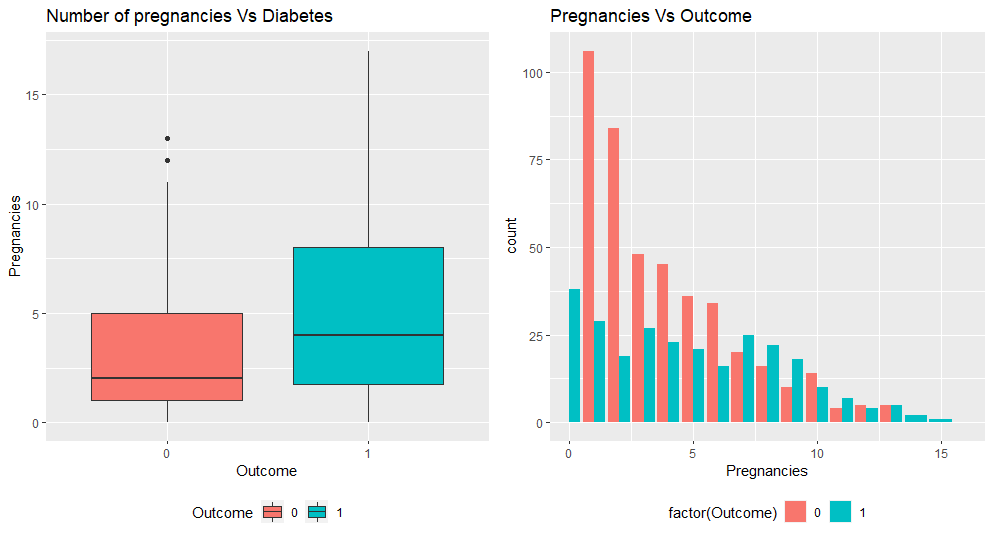 Number of pregnancies Vs Diabetes
15
10
5
0
Pregnancies
0 1
Outcome
Outcome 0 1
Pregnancies Vs Outcome
100
75
50
25
0
count
0 5 10 15
Pregnancies
factor(Outcome) 0 1